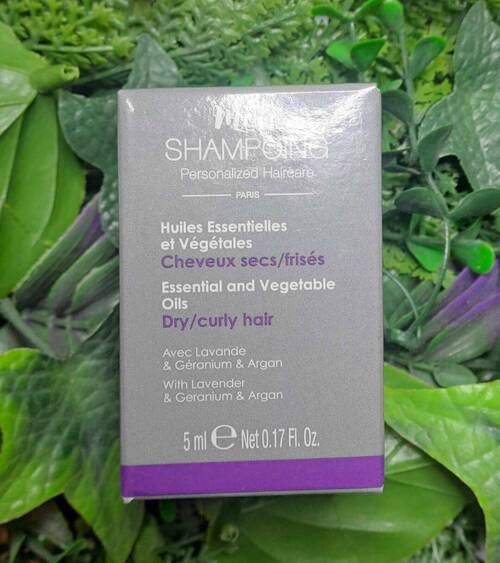 SHAMPOING
Personalized Haircare
PARIS
Huiles Essentielles
et Végétales
Cheveux secs/frisés
Essential and Vegetable
Oils
Dry/curly hair
Avec Lavande
& Géranium & Argan
With Lavender
& Geranium & Argan
5 ml ℮ Net 0.17 Fl. Oz.